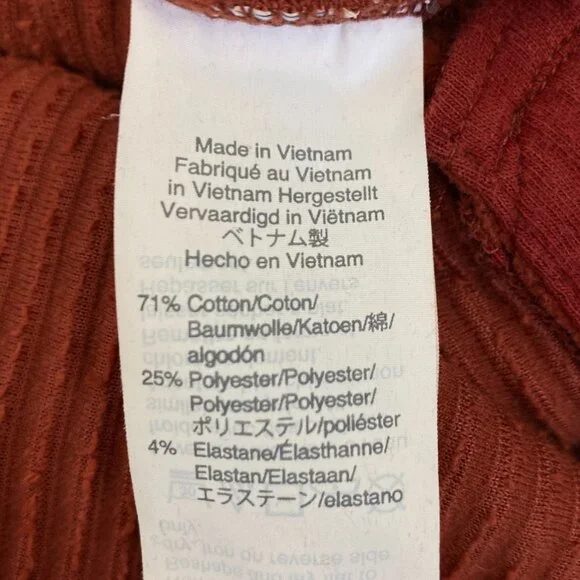 Made in Vietnam
Fabriqué au Vietnam
in Vietnam Hergestellt
Vervaardigd in Viëtnam
ベトナム製
Hecho en Vietnam
71% Cotton/Coton/
Baumwolle/Katoen/綿/
algodón
25% Polyester/Polyester/
Polyester/Polyester/
ポリエステル/poliéster
4% Elastane/Élasthanne/
Elastan/Elastaan/
エラステーン/elastano